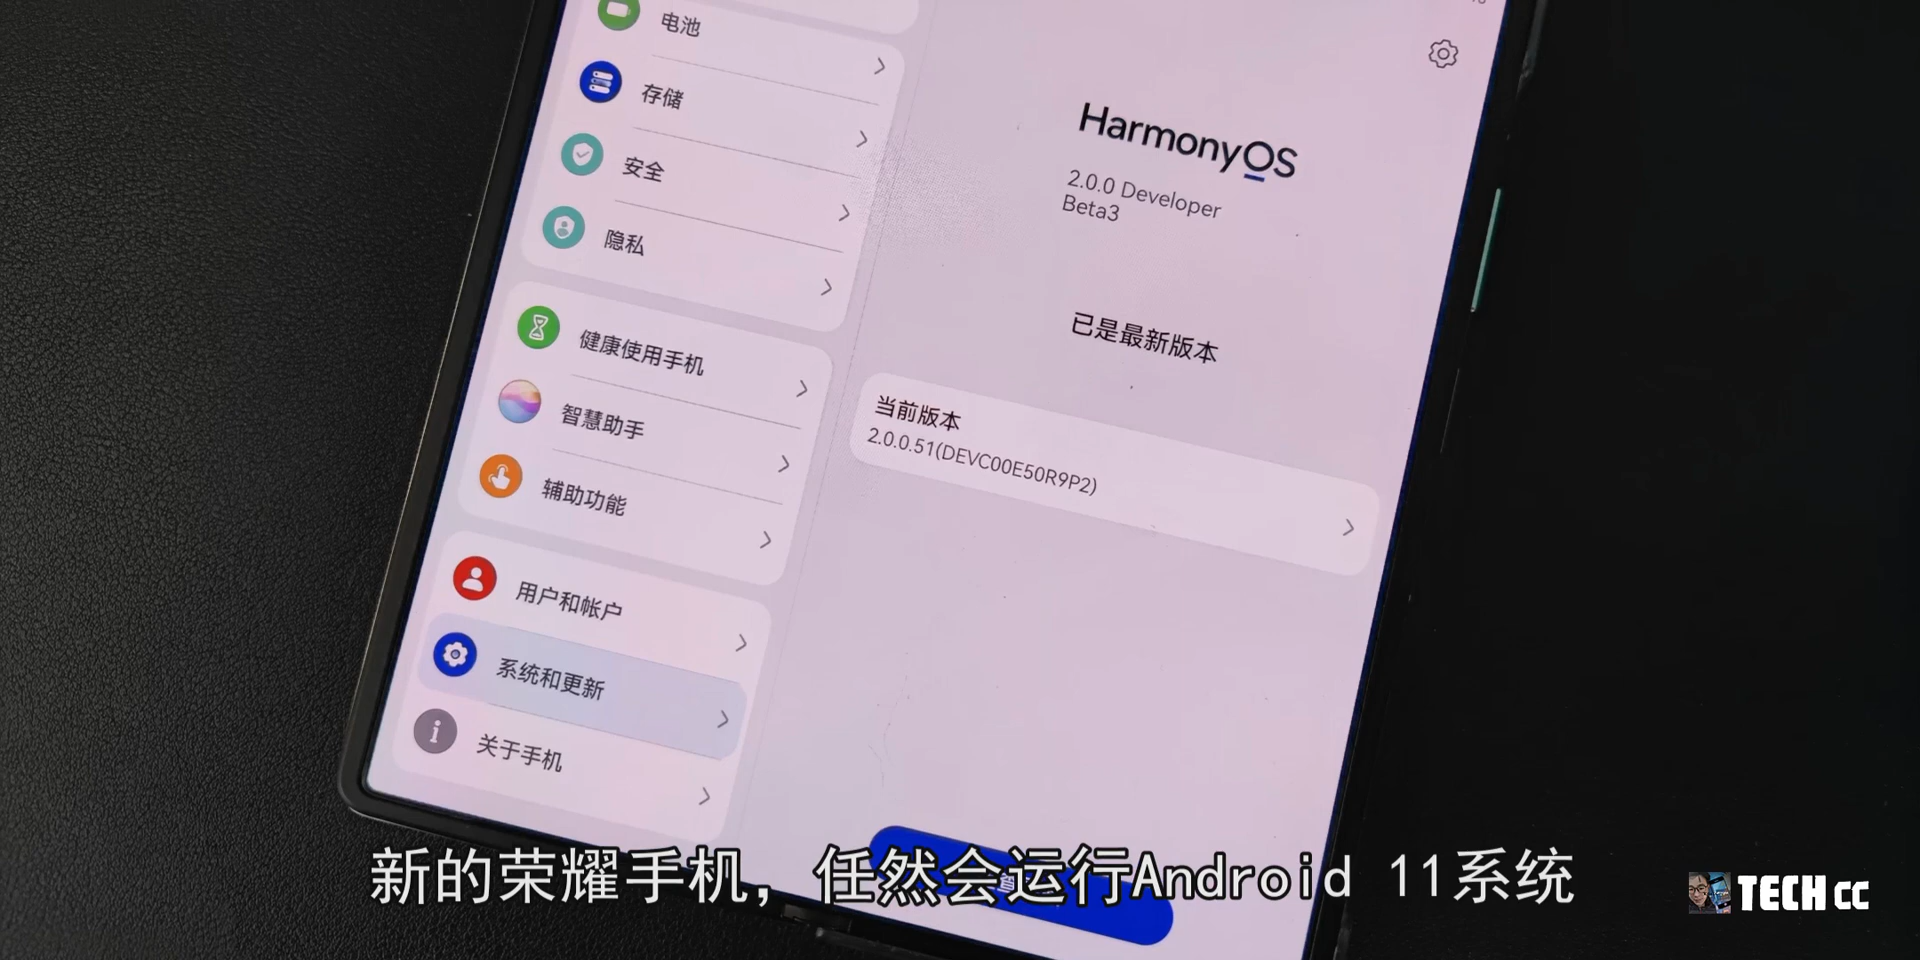 电池
存储
安全
隐私
健康使用手机
智慧助手
辅助功能
用户和帐户
系统和更新
关于手机
HarmonyOS
2.0.0 Developer
Beta3
已是最新版本
当前版本
2.0.0.51(DEVC00E50R9P2)
新的荣耀手机，任然会运行Android 11系统
TECH cc